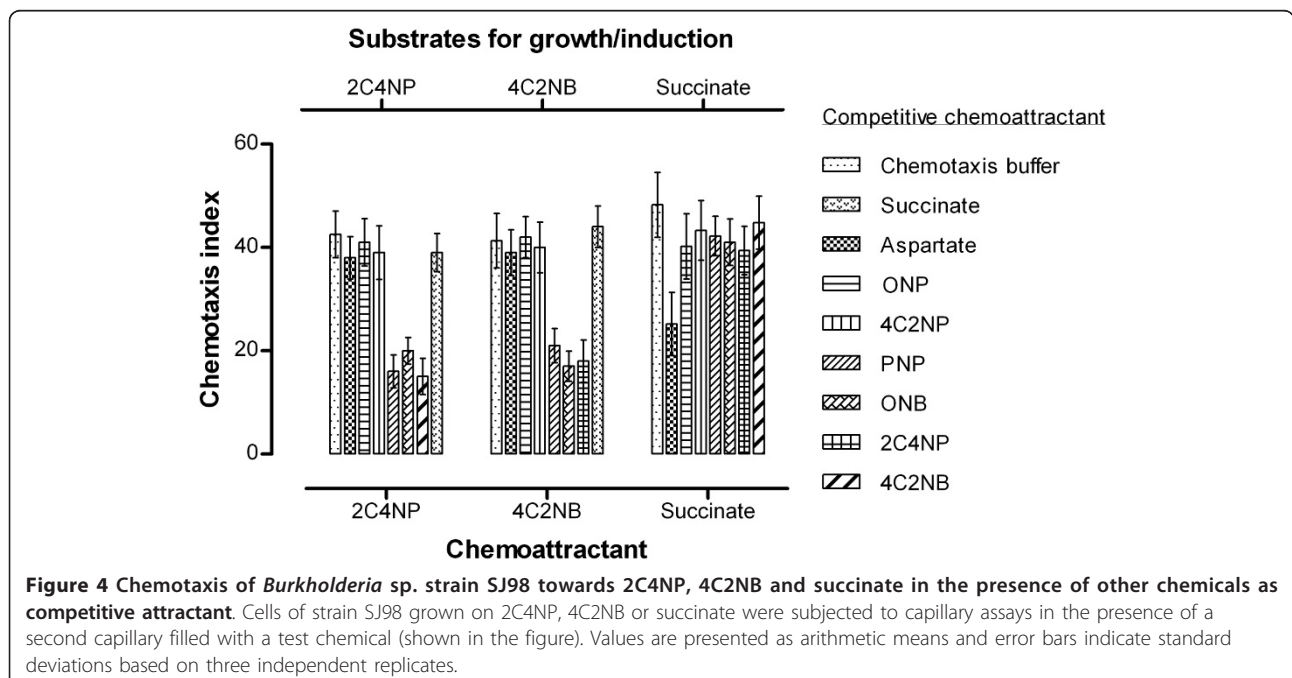 Substrates for growth/induction
2C4NP 4C2NB Succinate
Chemotaxis index
60
40
20
0
2C4NP 4C2NB Succinate
Chemoattractant
Competitive chemoattractant
Chemotaxis buffer
Succinate
Aspartate
ONP
4C2NP
PNP
ONB
2C4NP
4C2NB
Figure 4 Chemotaxis of Burkholderia sp. strain SJ98 towards 2C4NP, 4C2NB and succinate in the presence of other chemicals as
competitive attractant. Cells of strain SJ98 grown on 2C4NP, 4C2NB or succinate were subjected to capillary assays in the presence of a
second capillary filled with a test chemical (shown in the figure). Values are presented as arithmetic means and error bars indicate standard
deviations based on three independent replicates.